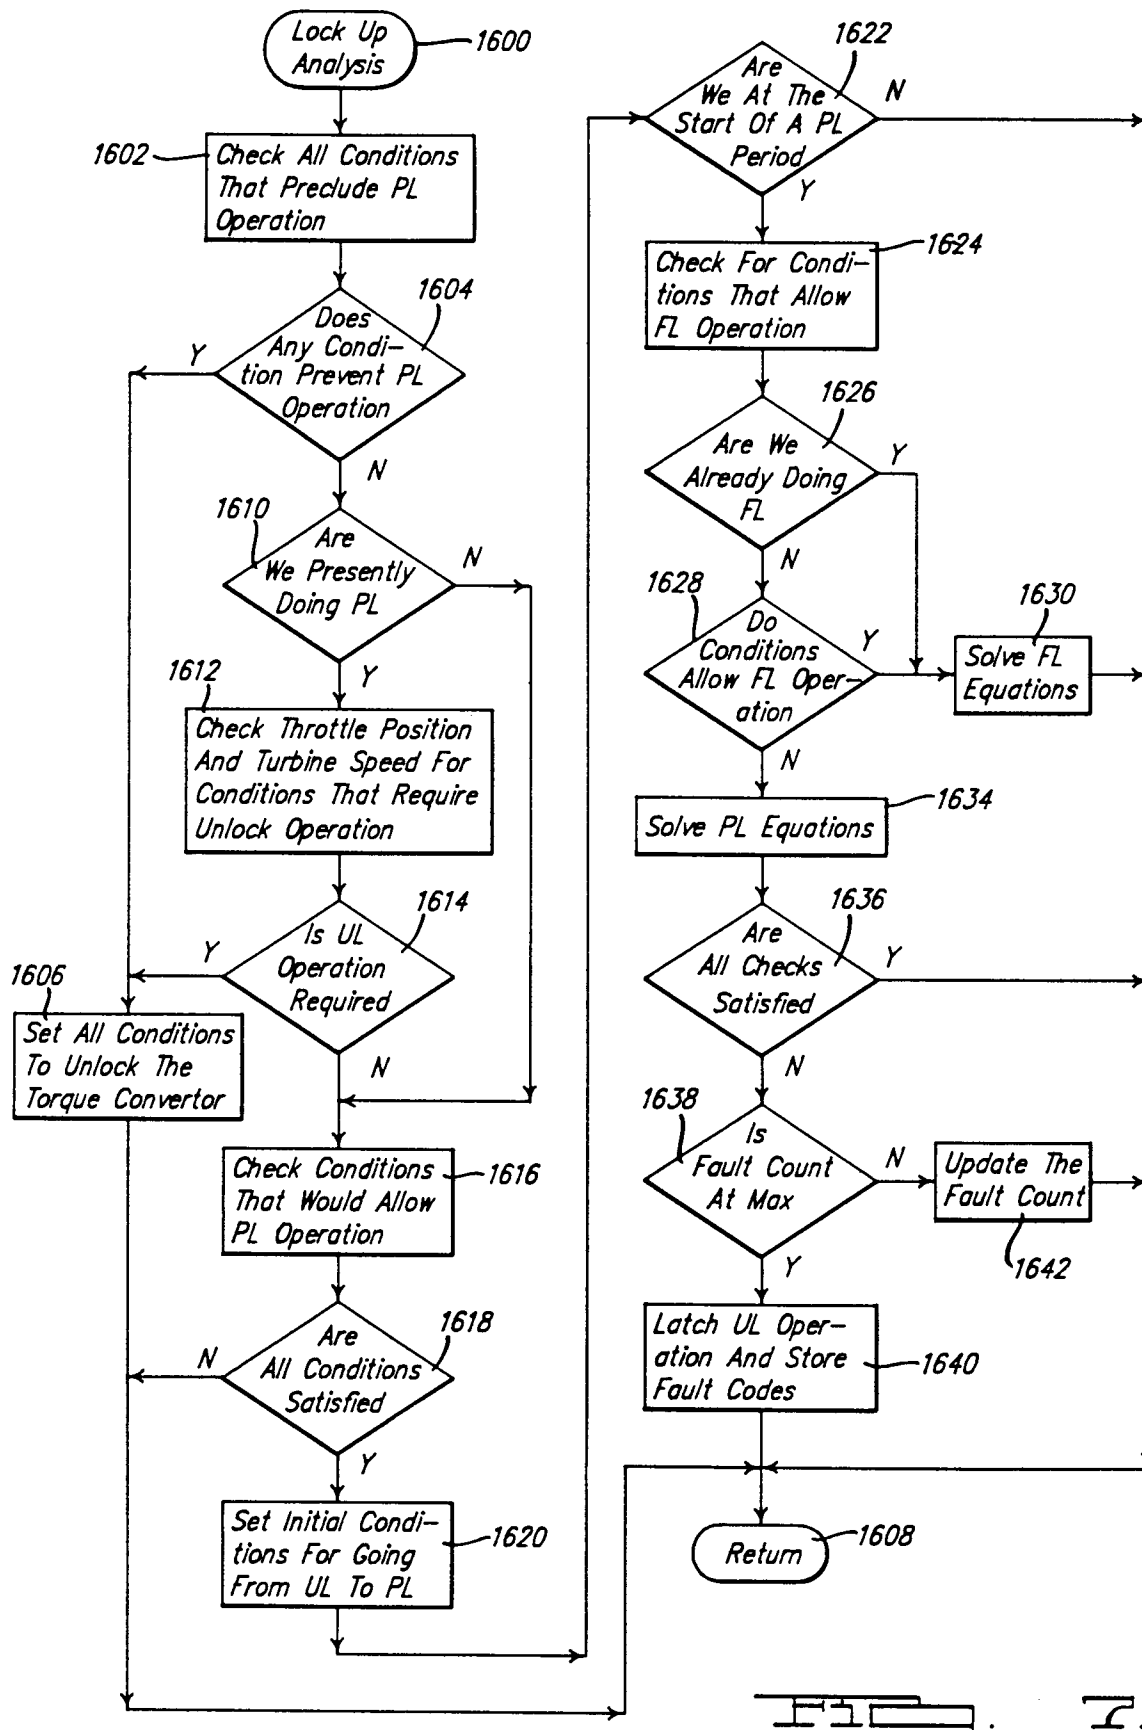 Lock Up
Analysis
1600
1602
Check All Conditions
That Preclude PL
Operation
1604
Does
Any Condi-
tion Prevent PL
Operation
Y
N
1610
Are
We Presently
Doing PL
N
Y
1612
Check Throttle Position
And Turbine Speed For
Conditions That Require
Unlock Operation
1614
Is UL
Operation
Required
Y
N
1606
Set All Conditions
To Unlock The
Torque Convertor
Check Conditions
That Would Allow
PL Operation
1616
Are
All Conditions
Satisfied
1618
N
Y
Set Initial Condi-
tions For Going
From UL To PL
1620
1622
Are
We At The
Start Of A PL
Period
N
Y
1624
Check For Condi-
tions That Allow
FL Operation
1626
Are We
Already Doing
FL
Y
N
1628
Do
Conditions
Allow FL Oper-
ation
Y
N
1630
Solve FL
Equations
1634
Solve PL Equations
1636
Are
All Checks
Satisfied
Y
N
1638
Is
Fault Count
At Max
N
Y
Update The
Fault Count
1642
Latch UL Oper-
ation And Store
Fault Codes
1640
Return
1608